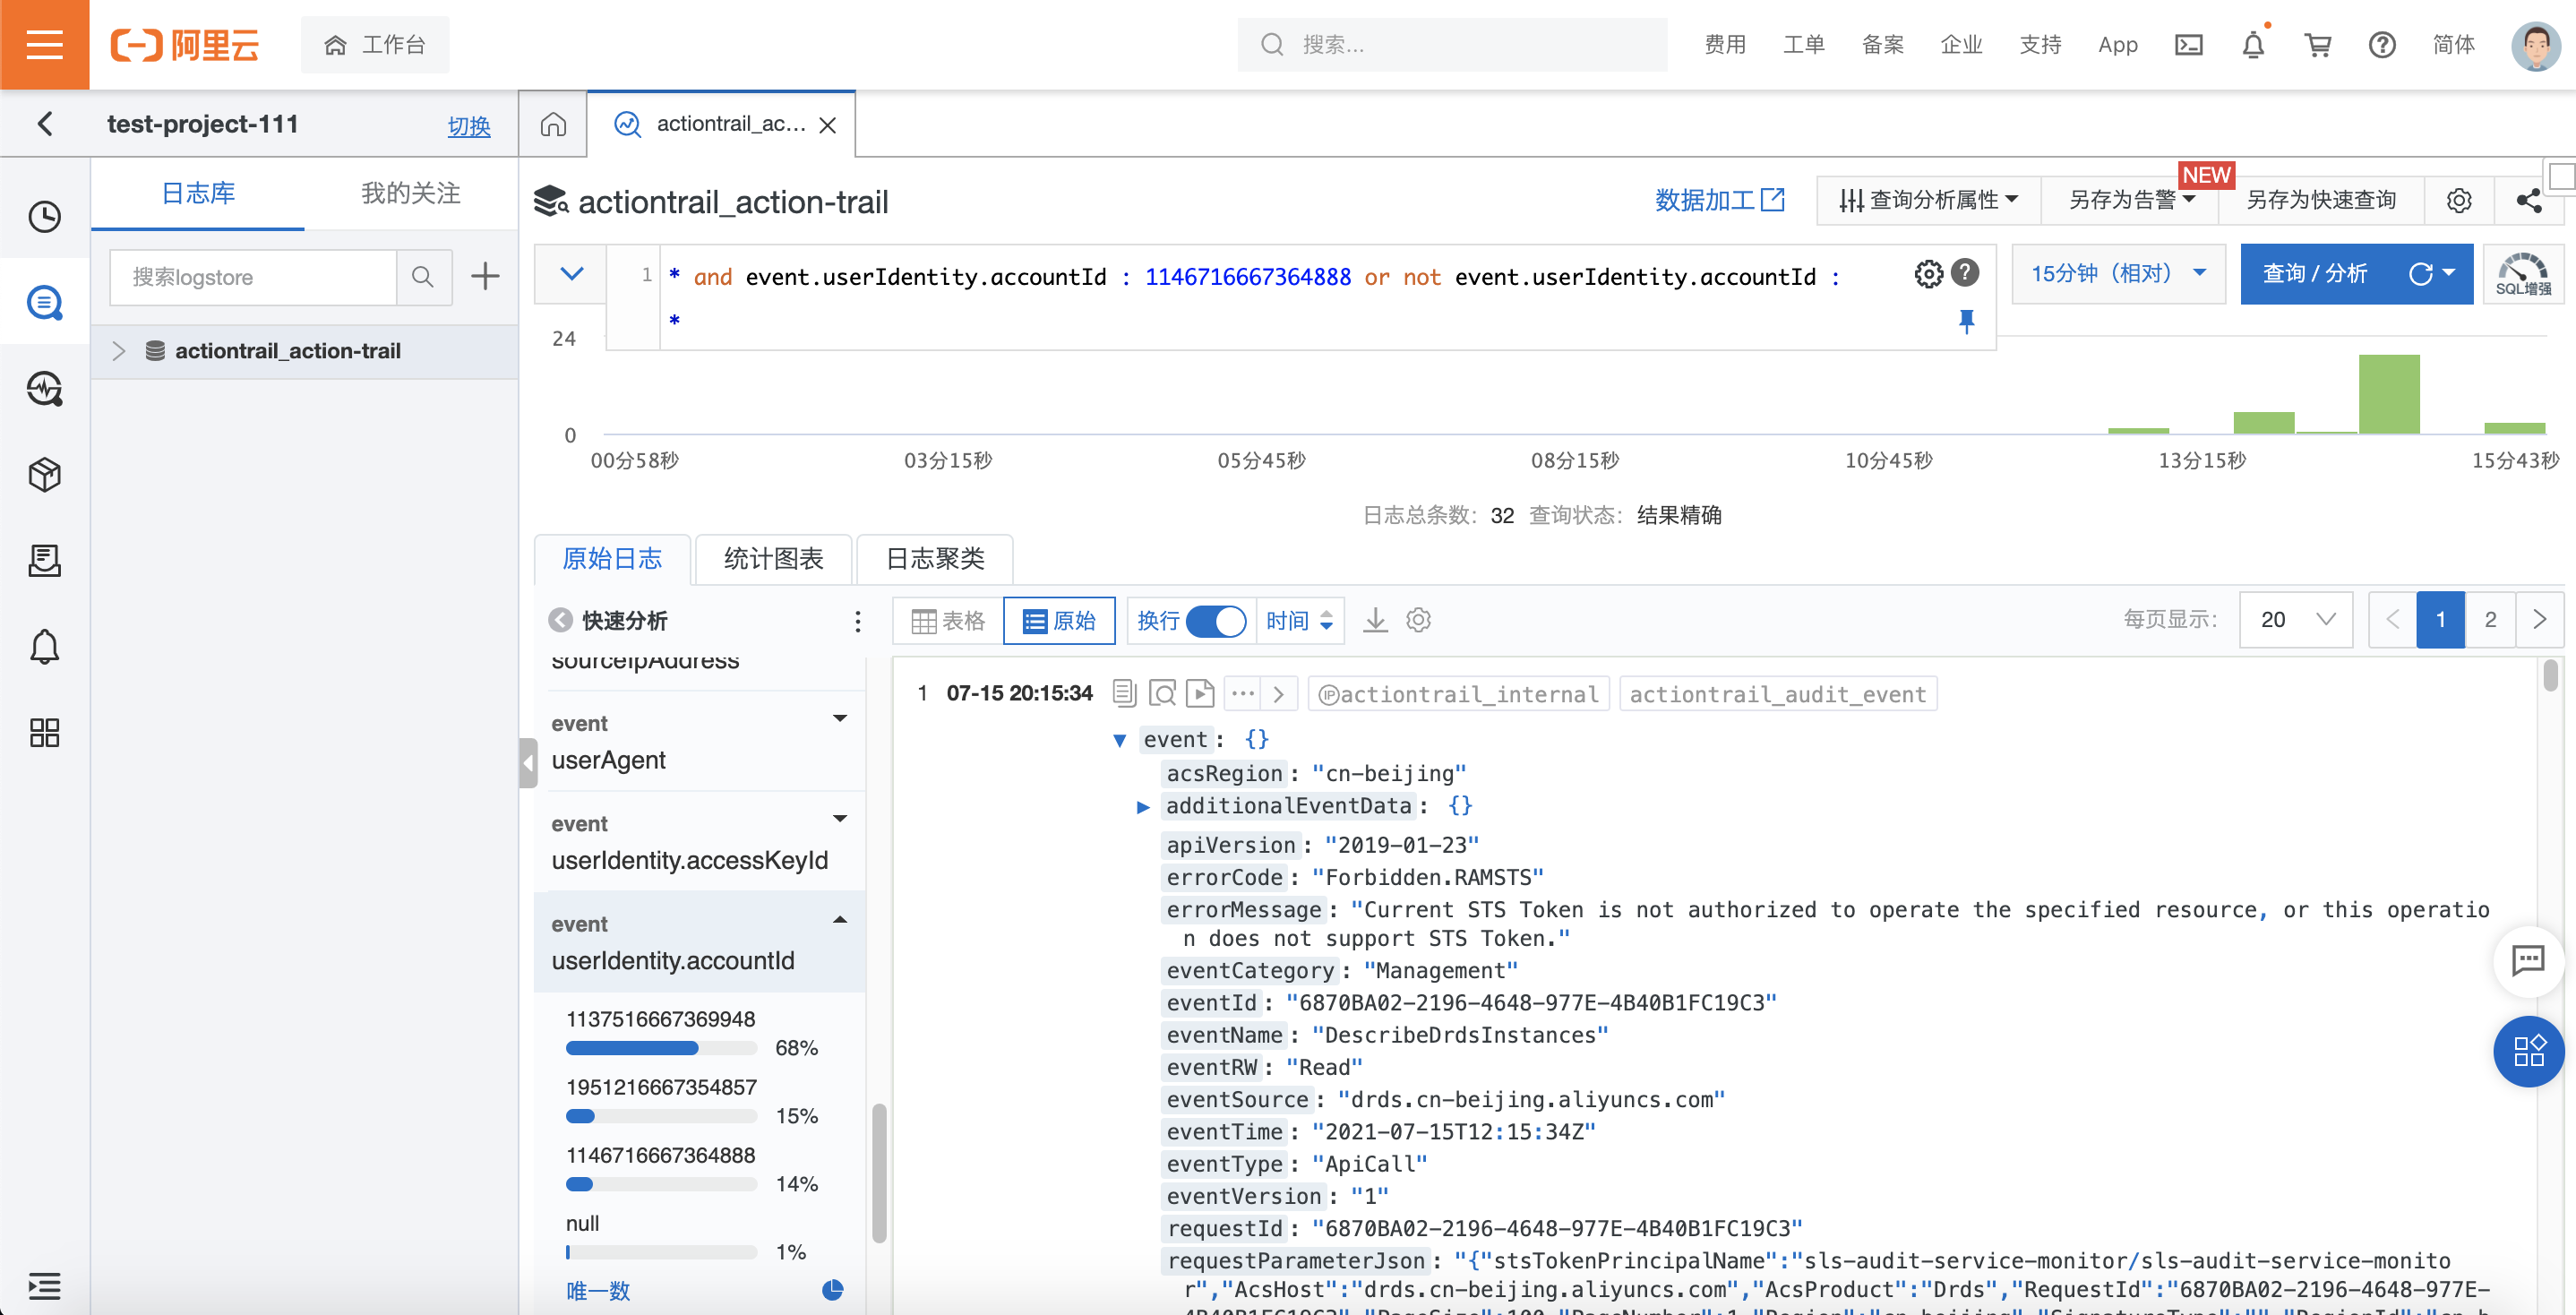 阿里云
工作台
搜索...
费用
工单
备案
企业
支持
App
简体
test-project-111
切换
actiontrail_ac...
日志库
我的关注
搜索logstore
actiontrail_action-trail
actiontrail_action-trail
数据加工
查询分析属性
另存为告警
NEW
另存为快速查询
1
* and event.userIdentity.accountId : 1146716667364888 or not event.userIdentity.accountId :
*
15分钟（相对）
查询 / 分析
SQL增强
24
0
00分58秒
03分15秒
05分45秒
08分15秒
10分45秒
13分15秒
15分43秒
日志总条数: 32 查询状态: 结果精确
原始日志
统计图表
日志聚类
快速分析
表格
原始
换行
时间
每页显示:
20
1
2
sourceIpAddress
event
userAgent
event
userIdentity.accessKeyId
event
userIdentity.accountId
1137516667369948
68%
1951216667354857
15%
1146716667364888
14%
null
1%
唯一数
1 07-15 20:15:34
IP actiontrail_internal
actiontrail_audit_event
event: {}
acsRegion: "cn-beijing"
additionalEventData: {}
apiVersion: "2019-01-23"
errorCode: "Forbidden.RAMSTS"
errorMessage: "Current STS Token is not authorized to operate the specified resource, or this operatio
n does not support STS Token."
eventCategory: "Management"
eventId: "6870BA02-2196-4648-977E-4B40B1FC19C3"
eventName: "DescribeDrdsInstances"
eventRW: "Read"
eventSource: "drds.cn-beijing.aliyuncs.com"
eventTime: "2021-07-15T12:15:34Z"
eventType: "ApiCall"
eventVersion: "1"
requestId: "6870BA02-2196-4648-977E-4B40B1FC19C3"
requestParameterJson: "{"stsTokenPrincipalName":"sls-audit-service-monitor/sls-audit-service-monito
r","AcsHost":"drds.cn-beijing.aliyuncs.com","AcsProduct":"Drds","RequestId":"6870BA02-2196-4648-977E-
4B40B1FC19C3","PageSize":100,"PageNumber":1,"Region":"cn-beijing","SignatureType":"","RegionId":"cn-b